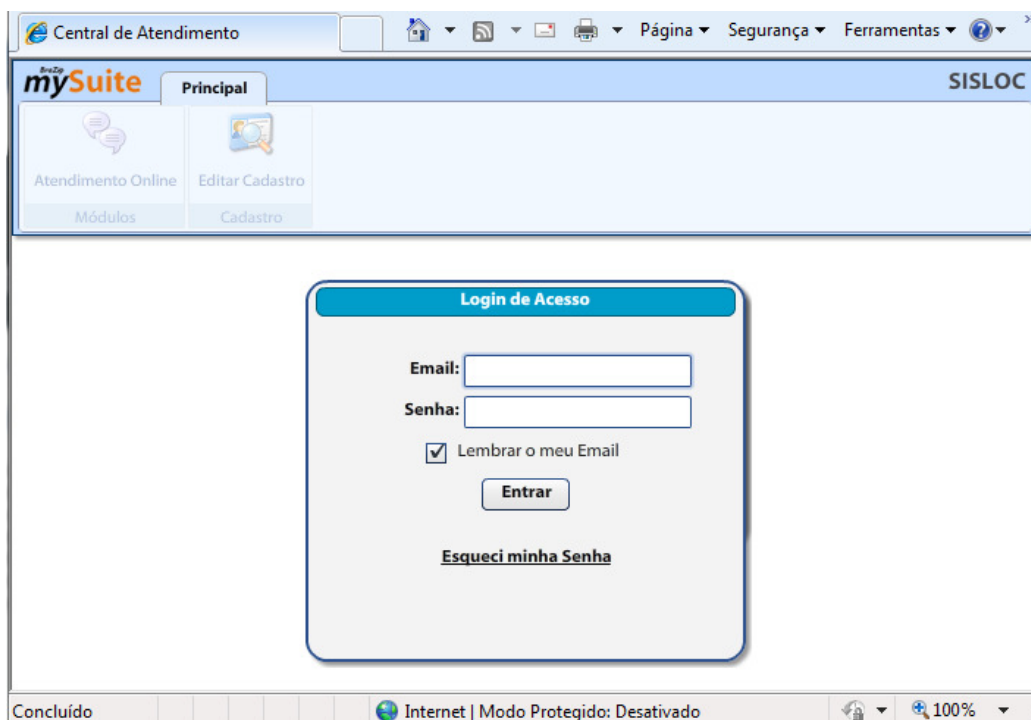 Central de Atendimento
Página Segurança Ferramentas
BraZip
mySuite
Principal
SISLOC
Atendimento Online
Editar Cadastro
Módulos
Cadastro
Login de Acesso
Email:
Senha:
Lembrar o meu Email
Entrar
Esqueci minha Senha
Concluído
Internet | Modo Protegido: Desativado
100%